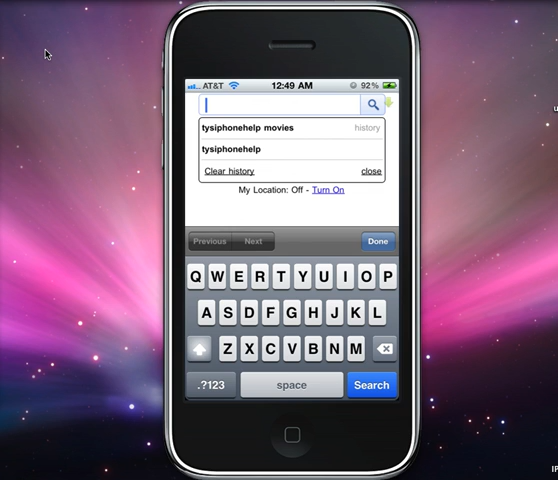 AT&T 12:49 AM 92%
tysiphonehelp movies history
tysiphonehelp
Clear history close
My Location: Off - Turn On
Previous Next Done
Q W E R T Y U I O P
A S D F G H J K L
Z X C V B N M
.?123 space Search
IP